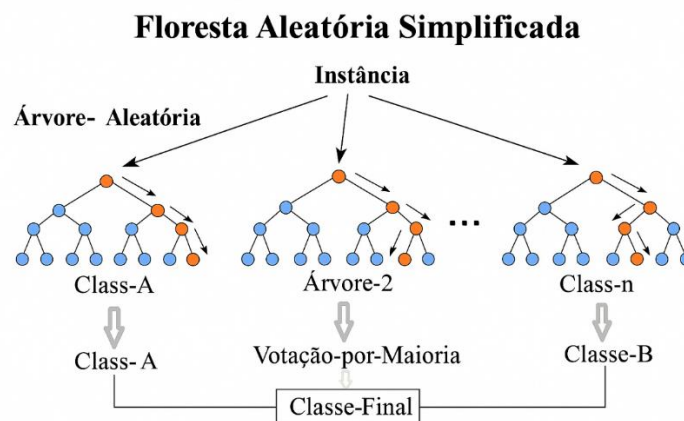 Floresta Aleatória Simplificada
Instância
Árvore- Aleatória
...
Class-A
Árvore-2
Class-n
Class-A
Votação-por-Maioria
Classe-B
Classe-Final